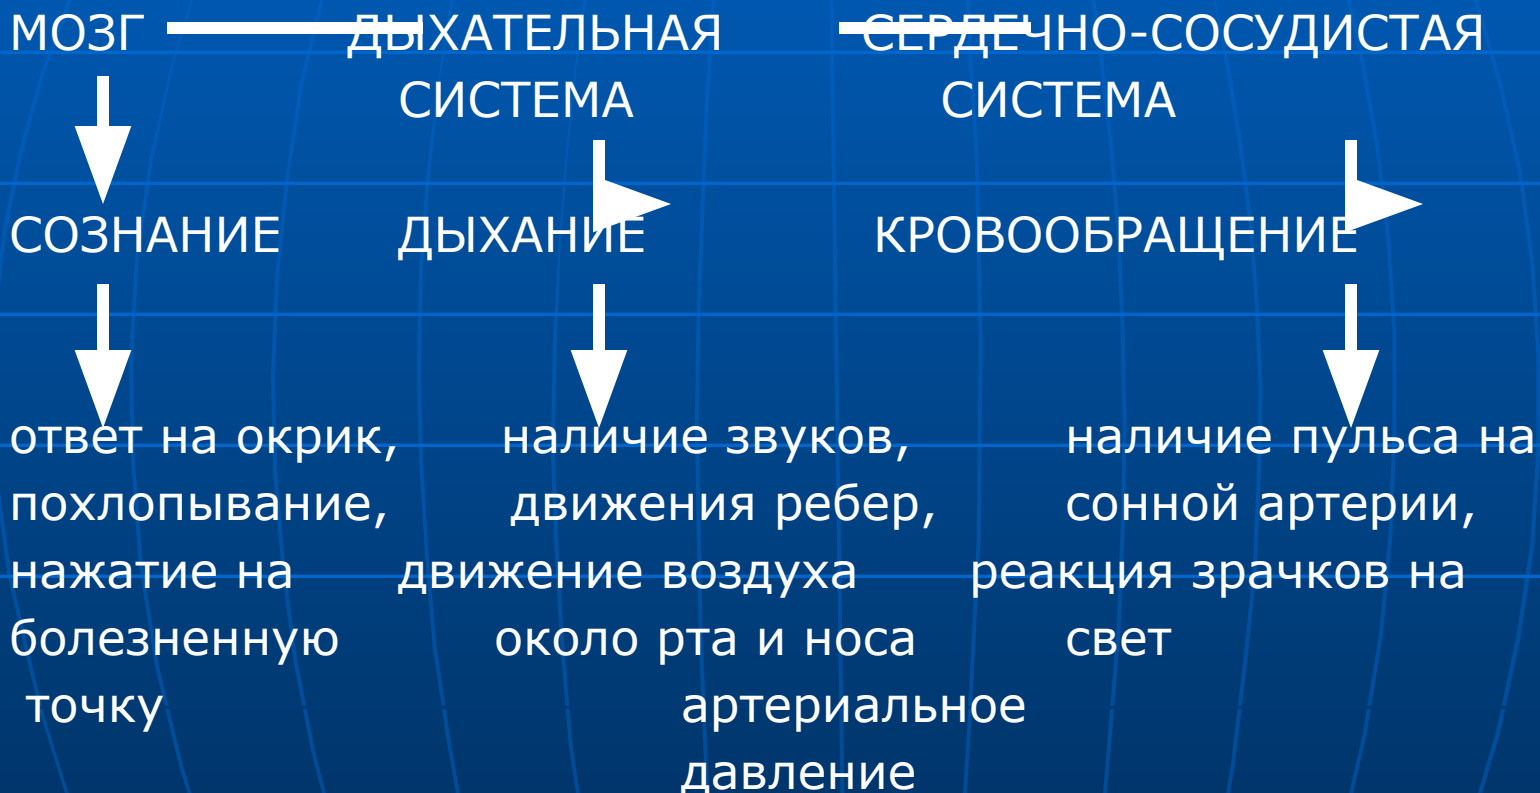 МОЗГ ДЫХАТЕЛЬНАЯ СЕРДЕЧНО-СОСУДИСТАЯ
СИСТЕМА СИСТЕМА
СОЗНАНИЕ ДЫХАНИЕ КРОВООБРАЩЕНИЕ
ответ на окрик, наличие звуков, наличие пульса на
похлопывание, движения ребер, сонной артерии,
нажатие на движение воздуха реакция зрачков на
болезненную около рта и носа свет
точку артериальное
давление